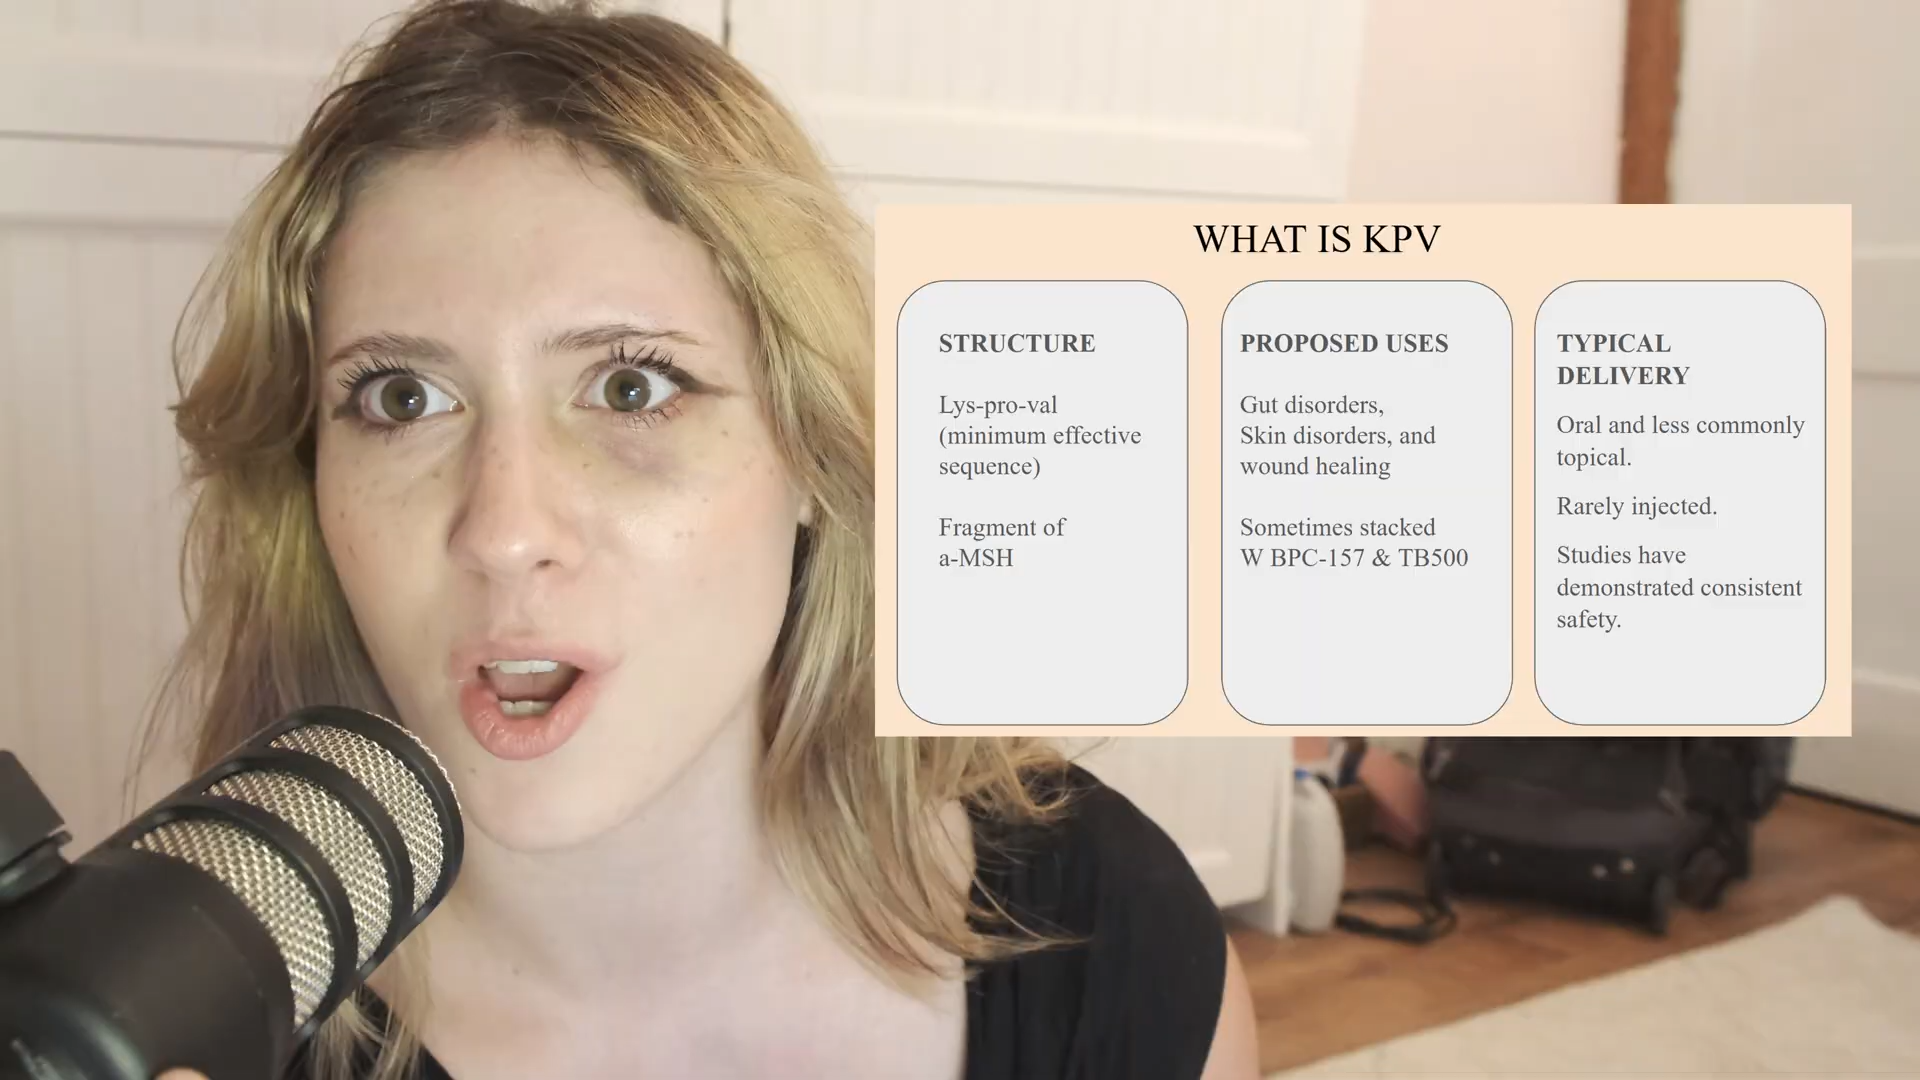 WHAT IS KPV
STRUCTURE
Lys-pro-val
(minimum effective
sequence)
Fragment of
a-MSH
PROPOSED USES
Gut disorders,
Skin disorders, and
wound healing
Sometimes stacked
W BPC-157 & TB500
TYPICAL
DELIVERY
Oral and less commonly
topical.
Rarely injected.
Studies have
demonstrated consistent
safety.